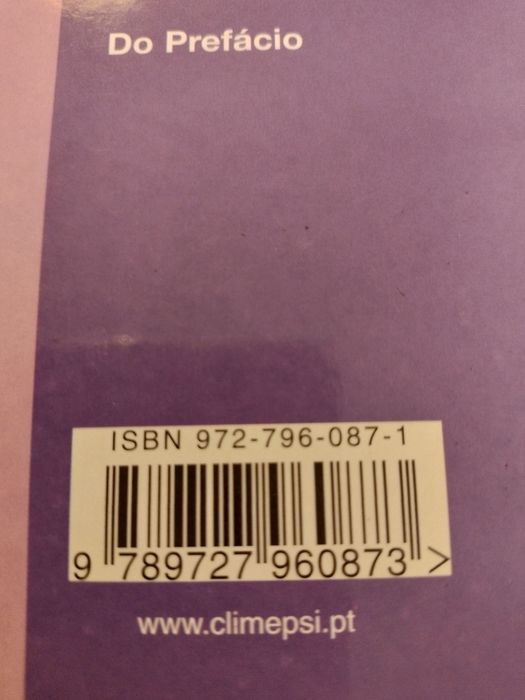 Do Prefácio
ISBN 972-796-087-1
9 789727 960873 >
www.climepsi.pt